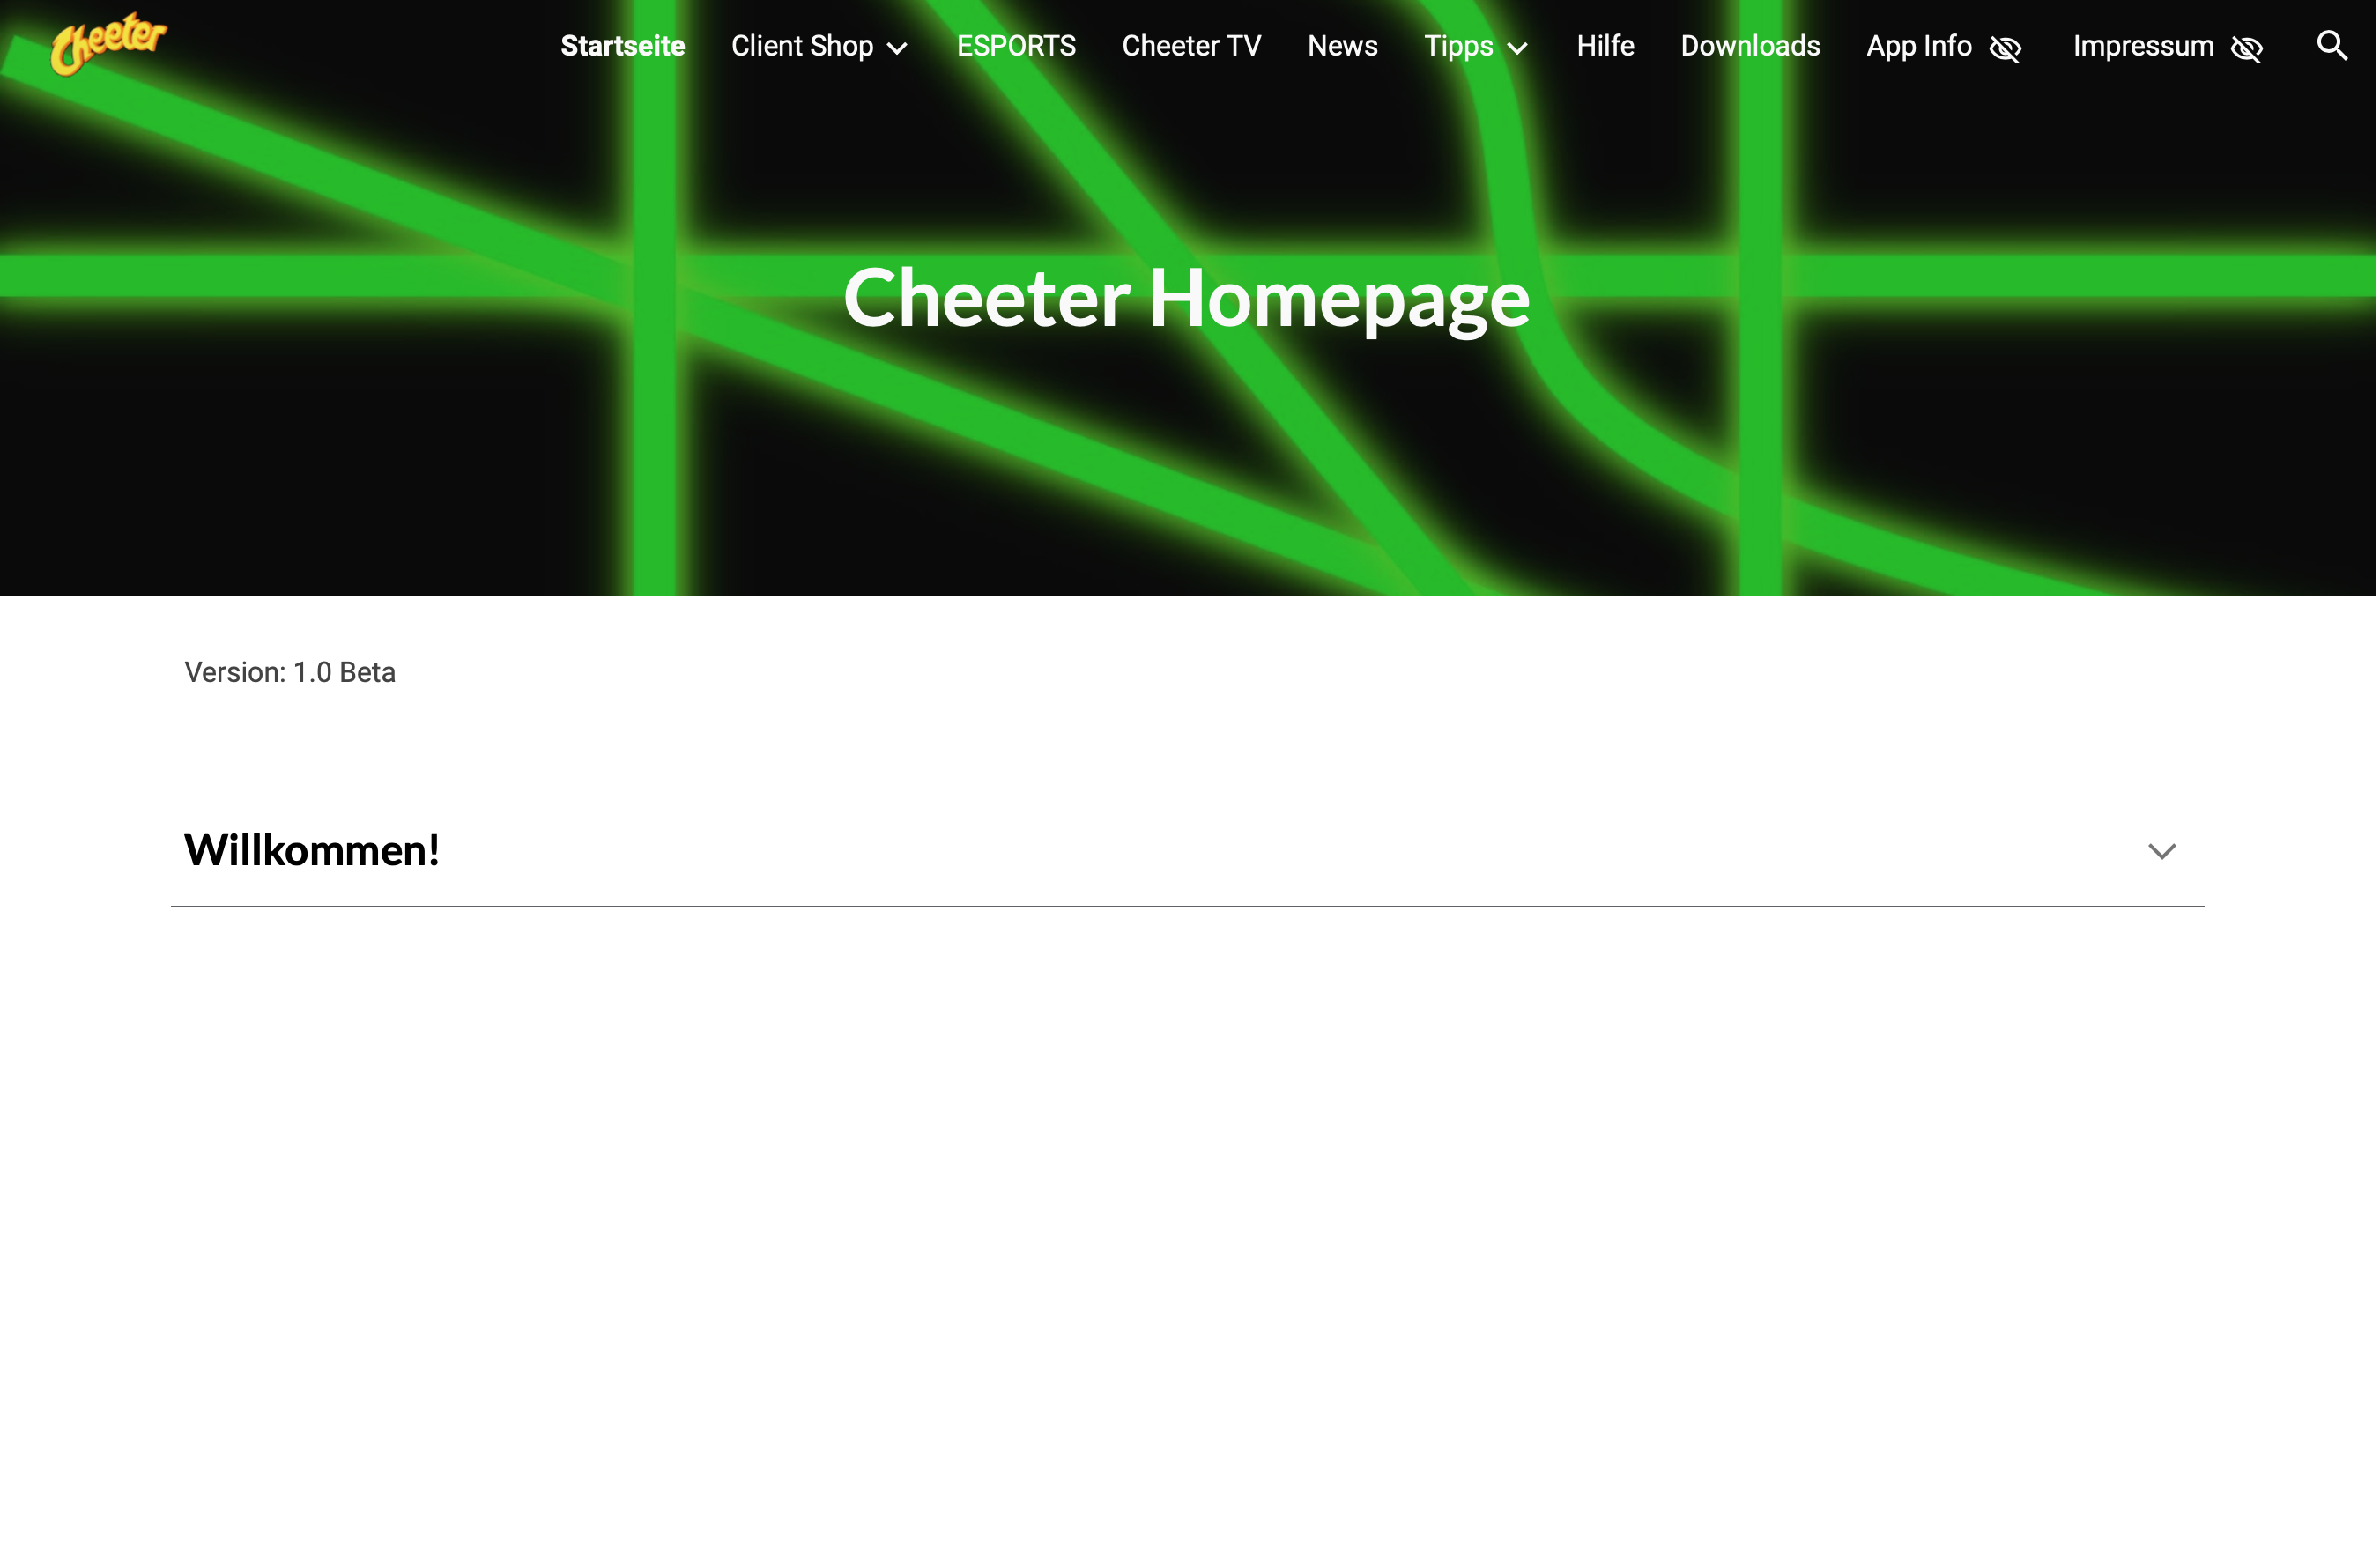 Cheeter
Startseite Client Shop ESPORTS Cheeter TV News Tipps Hilfe Downloads App Info Impressum
Cheeter Homepage
Version: 1.0 Beta
Willkommen!